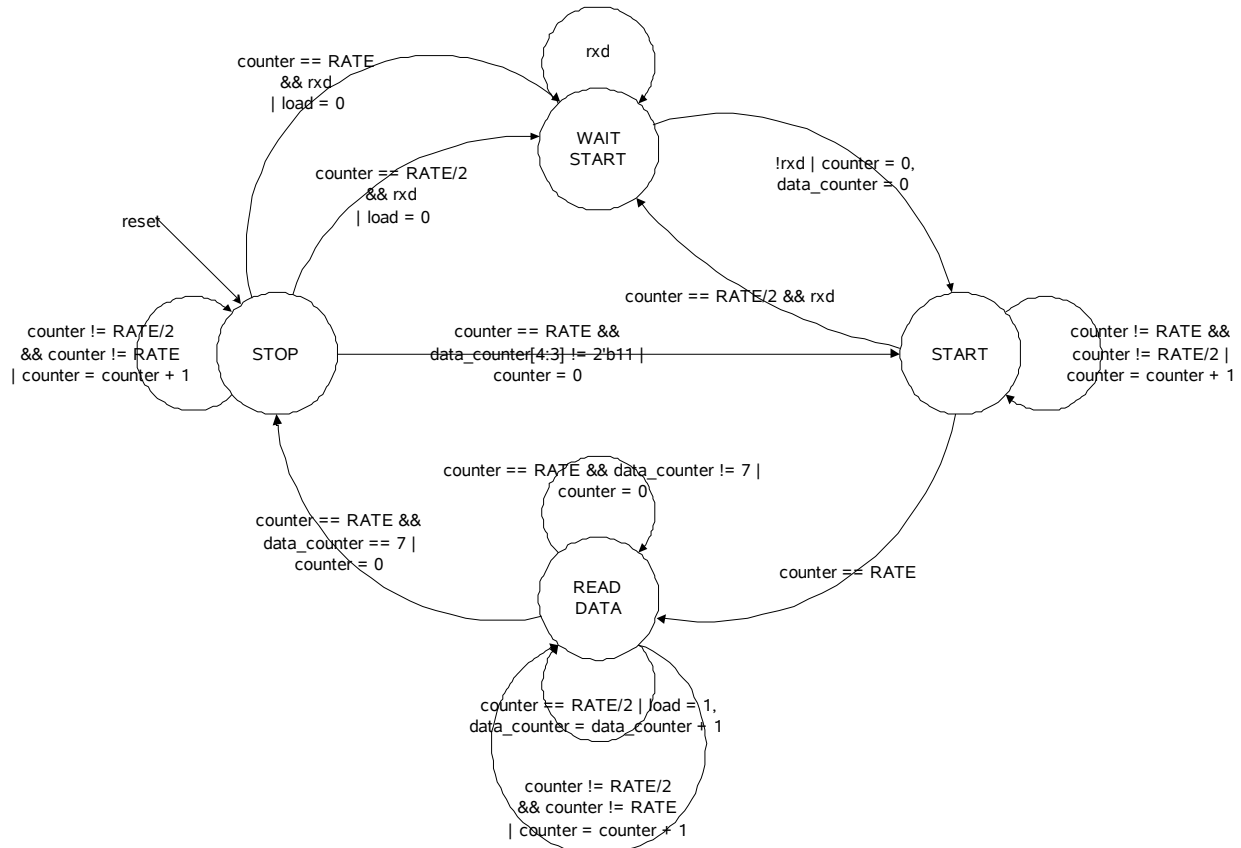 rxd
counter == RATE
&& rxd
| load = 0
WAIT
START
counter == RATE/2
&& rxd
| load = 0
!rxd | counter = 0,
data_counter = 0
reset
counter == RATE/2 && rxd
counter != RATE/2
&& counter != RATE
| counter = counter + 1
STOP
counter == RATE &&
data_counter[4:3] != 2'b11 |
counter = 0
START
counter != RATE &&
counter != RATE/2 |
counter = counter + 1
counter == RATE && data_counter != 7 |
counter = 0
counter == RATE &&
data_counter == 7 |
counter = 0
READ
DATA
counter == RATE
counter == RATE/2 | load = 1,
data_counter = data_counter + 1
counter != RATE/2
&& counter != RATE
| counter = counter + 1